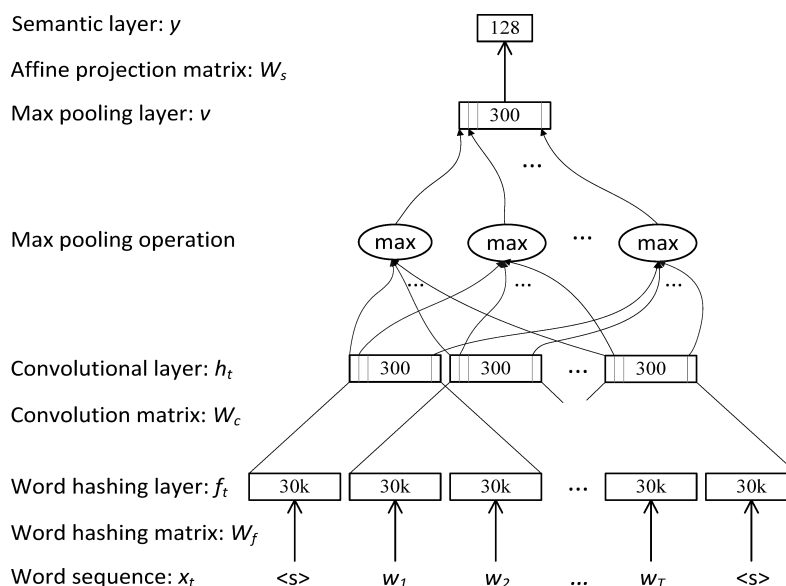 Semantic layer: y 128
Affine projection matrix: Ws
Max pooling layer: v 300
...
Max pooling operation max max ... max
... ... ...
Convolutional layer: ht 300 300 ... 300
Convolution matrix: Wc
Word hashing layer: ft 30k 30k 30k ... 30k 30k
Word hashing matrix: Wf
Word sequence: xt <s> w1 w2 ... wT <s>